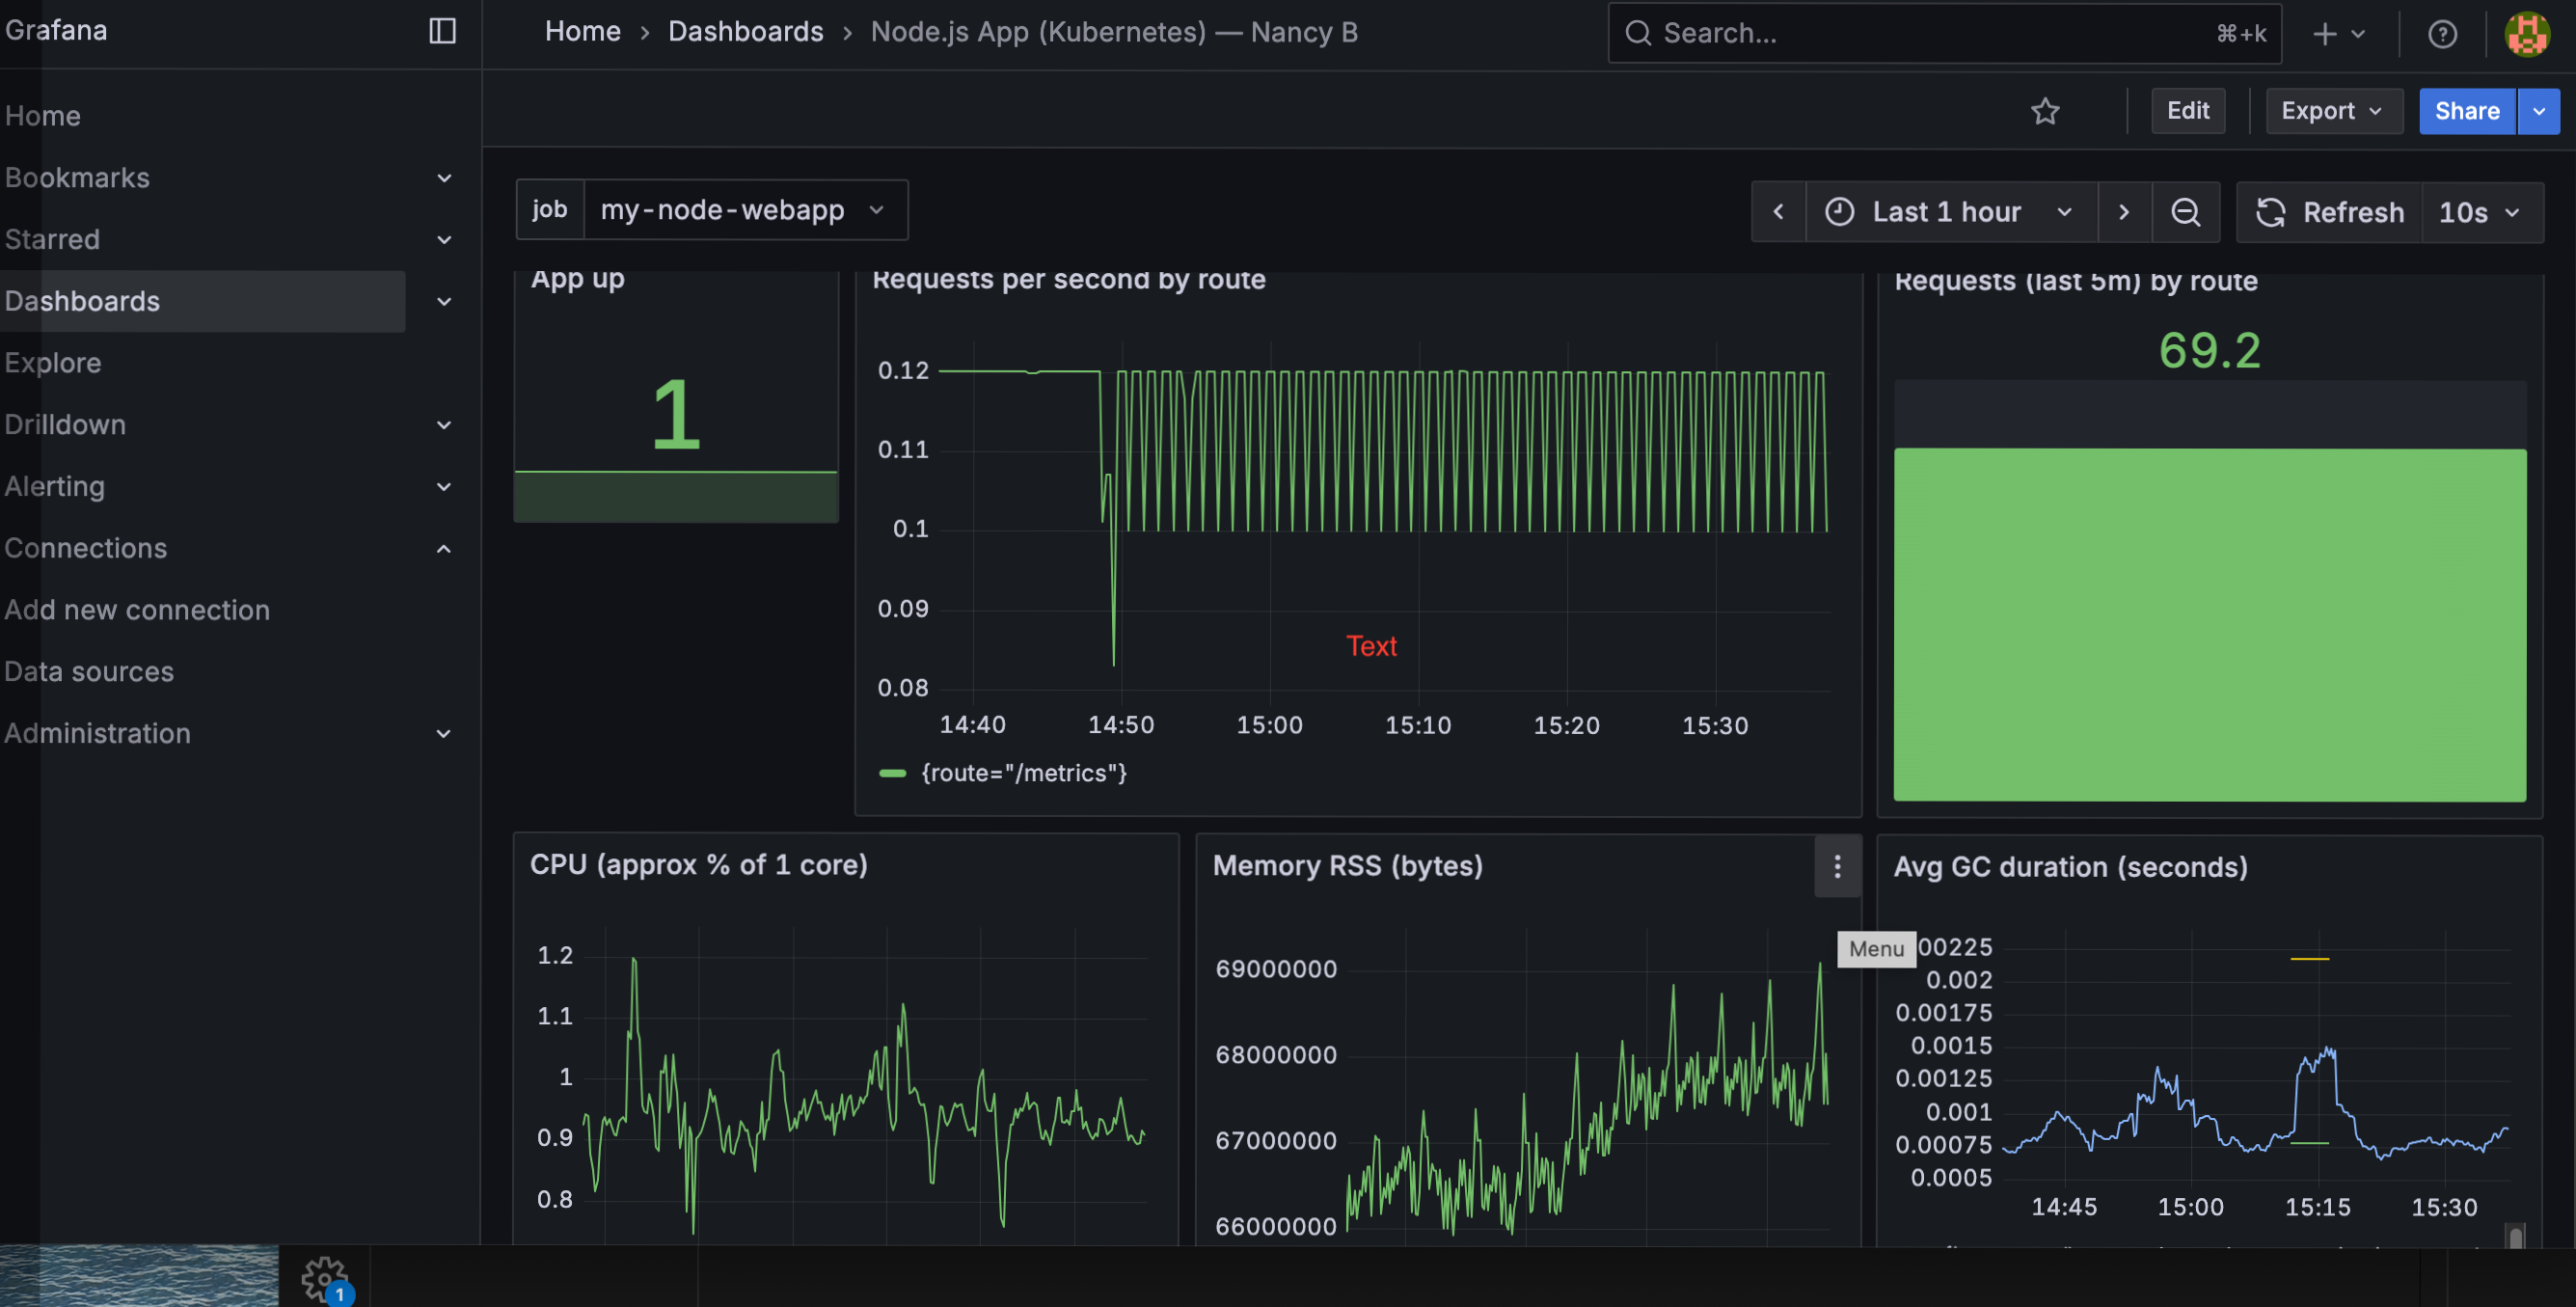 Grafana
Home › Dashboards › Node.js App (Kubernetes) — Nancy B
Search...
⌘+k
Home
Bookmarks
Starred
Dashboards
Explore
Drilldown
Alerting
Connections
Add new connection
Data sources
Administration
Edit
Export
Share
job
my-node-webapp
Last 1 hour
Refresh
10s
App up
1
Requests per second by route
0.12
0.11
0.1
0.09
0.08
Text
14:40
14:50
15:00
15:10
15:20
15:30
{route="/metrics"}
Requests (last 5m) by route
69.2
CPU (approx % of 1 core)
1.2
1.1
1
0.9
0.8
Memory RSS (bytes)
69000000
68000000
67000000
66000000
Menu
Avg GC duration (seconds)
00225
0.002
0.00175
0.0015
0.00125
0.001
0.00075
0.0005
14:45
15:00
15:15
15:30
1